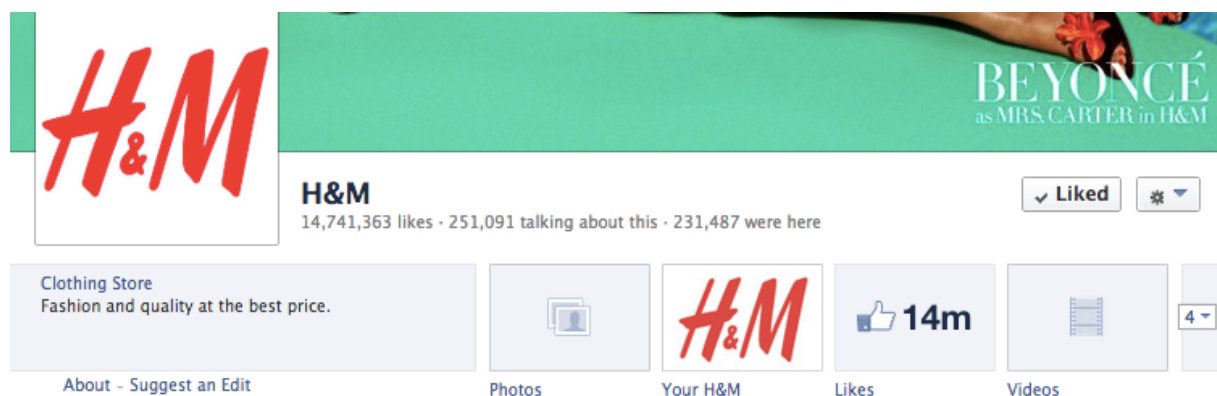 BEYONCÉ
as MRS. CARTER in H&M
H&M
H&M
Liked
14,741,363 likes · 251,091 talking about this · 231,487 were here
Clothing Store
Fashion and quality at the best price.
H&M
14m
4
About - Suggest an Edit
Photos
Your H&M
Likes
Videos